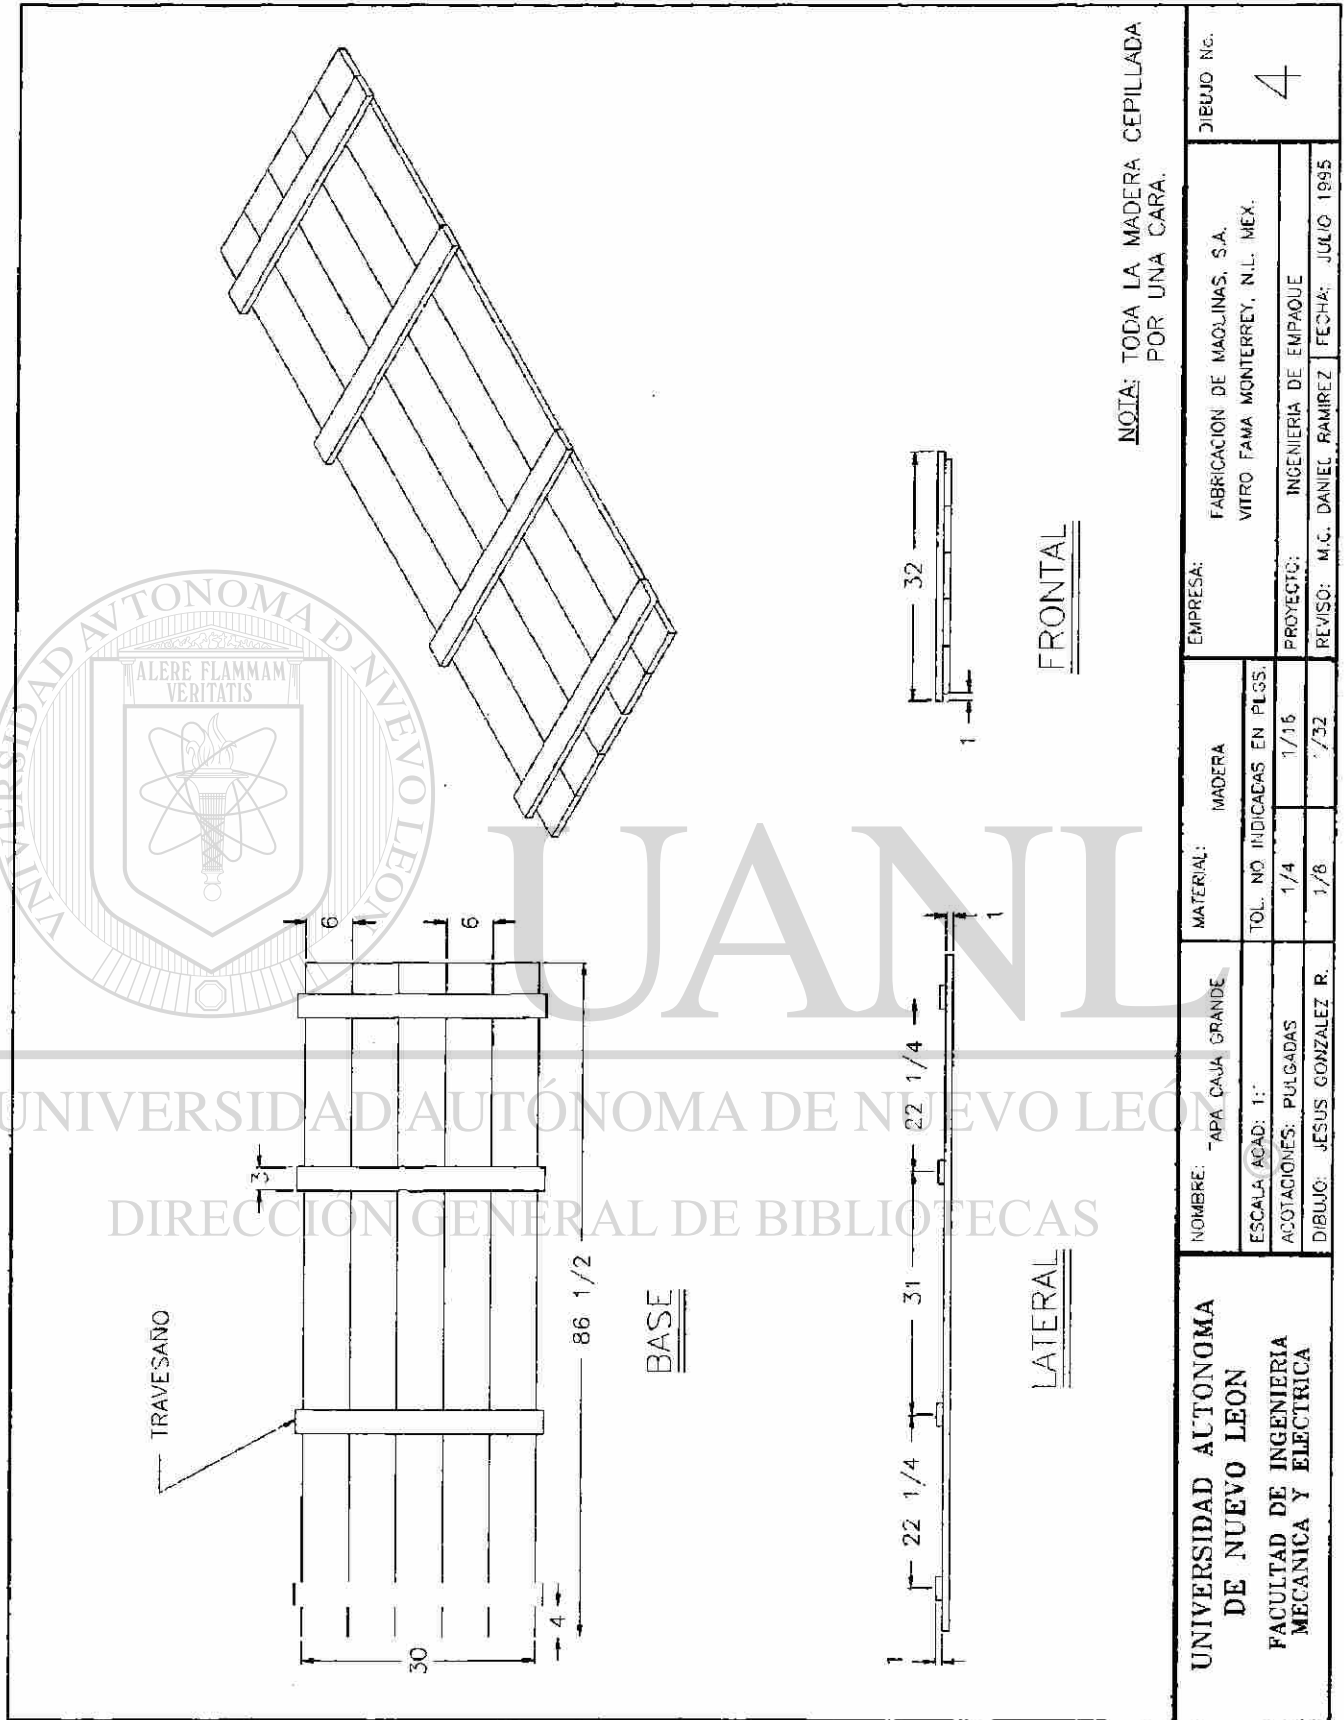 TRAVESAÑO
3
6
6
30
4
86 1/2
BASE
1
22 1/4
31
22 1/4
1
LATERAL
32
1
FRONTAL
NOTA: TODA LA MADERA CEPILLADA
POR UNA CARA.
UNIVERSIDAD AUTONOMA
DE NUEVO LEON
FACULTAD DE INGENIERIA
MECANICA Y ELECTRICA
NOMBRE: TAPA CAJA GRANDE
ESCALA ACAD: 1:1
ACOTACIONES: PULGADAS
DIBUJO: JESUS GONZALEZ R.
MATERIAL: MADERA
TOL. NO INDICADAS EN PLGS.
1/4 1/16
1/8 1/32
EMPRESA: FABRICACION DE MAQUINAS, S.A.
VITRO FAMA MONTERREY, N.L. MEX.
PROYECTO: INGENIERIA DE EMPAQUE
REVISO: M.C. DANIEL RAMIREZ FECHA: JULIO 1995
DIBUJO No.
4
UNIVERSIDAD AVTONOMA D NVEVO LEON
ALERE FLAMMAM
VERITATIS
UANL
UNIVERSIDAD AUTÓNOMA DE NUEVO LEÓN
®
DIRECCIÓN GENERAL DE BIBLIOTECAS